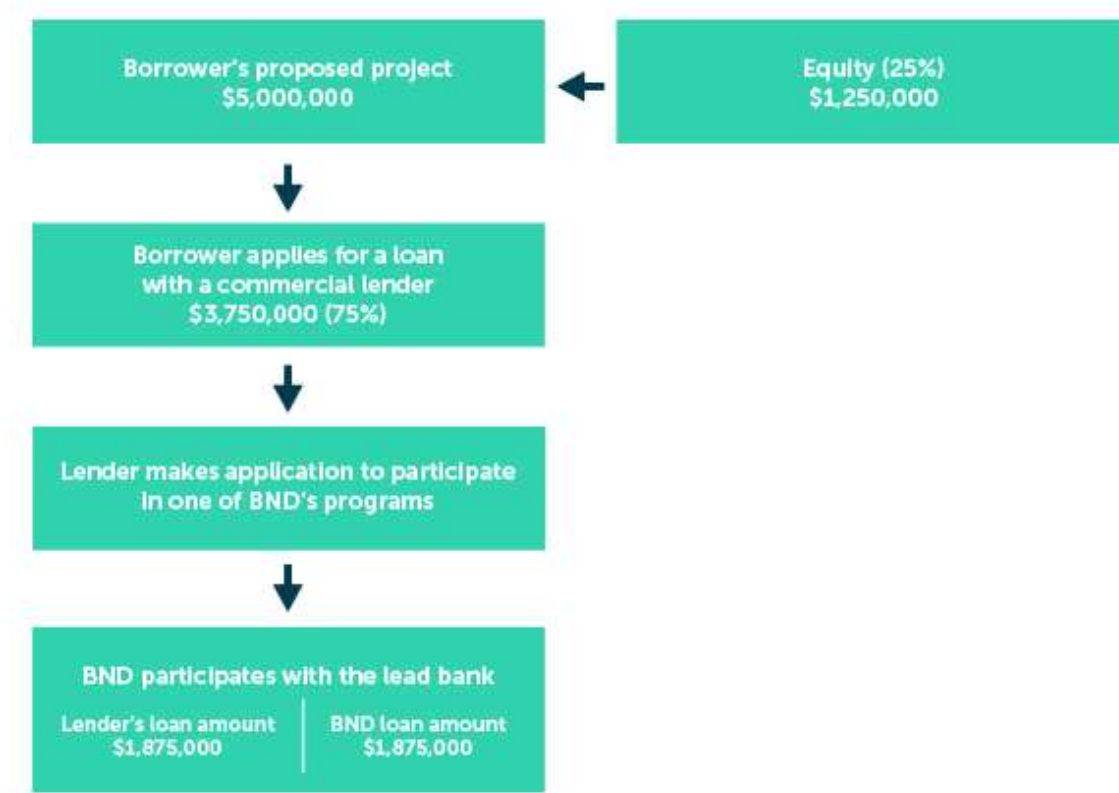 Borrower's proposed project
$5,000,000
Equity (25%)
$1,250,000
Borrower applies for a loan
with a commercial lender
$3,750,000 (75%)
Lender makes application to participate
in one of BND's programs
BND participates with the lead bank
Lender's loan amount
$1,875,000
BND loan amount
$1,875,000